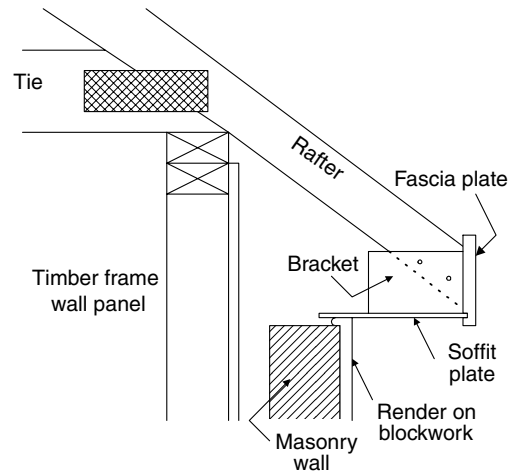 Tie
Rafter
Fascia plate
Bracket
Timber frame
wall panel
Soffit
plate
Render on
blockwork
Masonry
wall